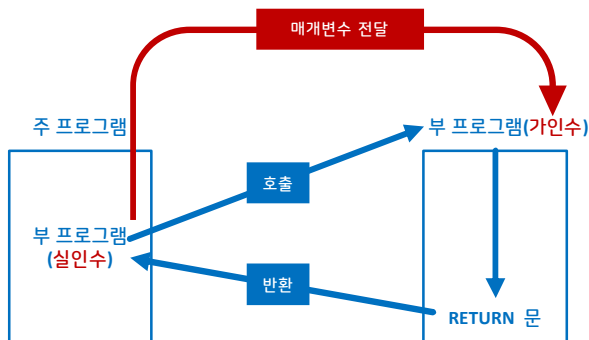 매개변수 전달
주 프로그램
부 프로그램(가인수)
호출
부 프로그램
(실인수)
반환
RETURN 문